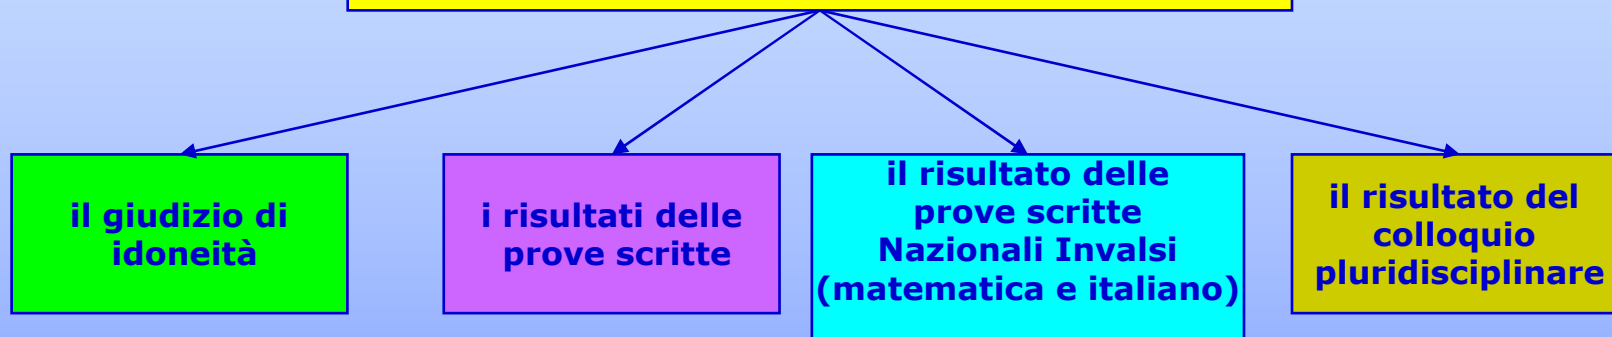 il giudizio di
idoneità
i risultati delle
prove scritte
il risultato delle
prove scritte
Nazionali Invalsi
(matematica e italiano)
il risultato del
colloquio
pluridisciplinare